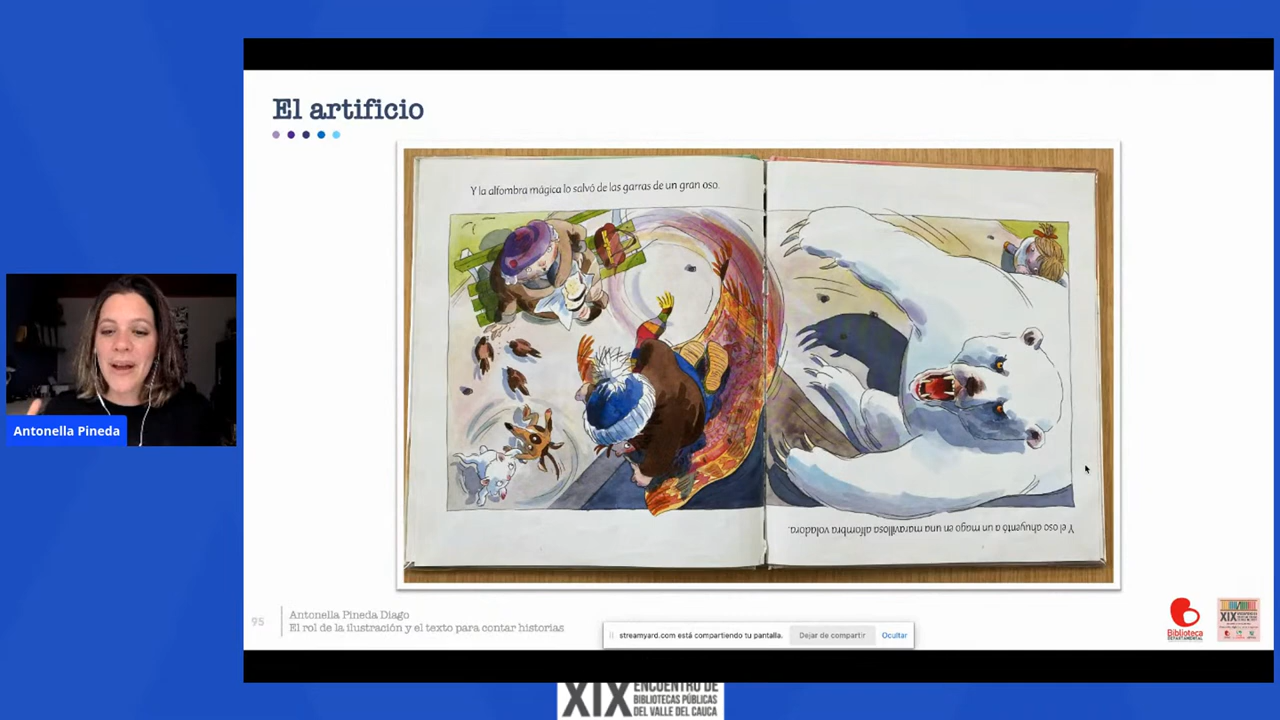 El artificio
Y la alfombra mágica lo salvó de las garras de un gran oso.
Y el oso ahuyentó a un mago en una maravillosa alfombra voladora.
Antonella Pineda
95
Antonella Pineda Diago
El rol de la ilustración y el texto para contar historias
streamyard.com está compartiendo tu pantalla.
Dejar de compartir
Ocultar
Biblioteca
DEPARTAMENTAL
XIX
XIX
ENCUENTRO DE
BIBLIOTECAS PÚBLICAS
DEL VALLE DEL CAUCA